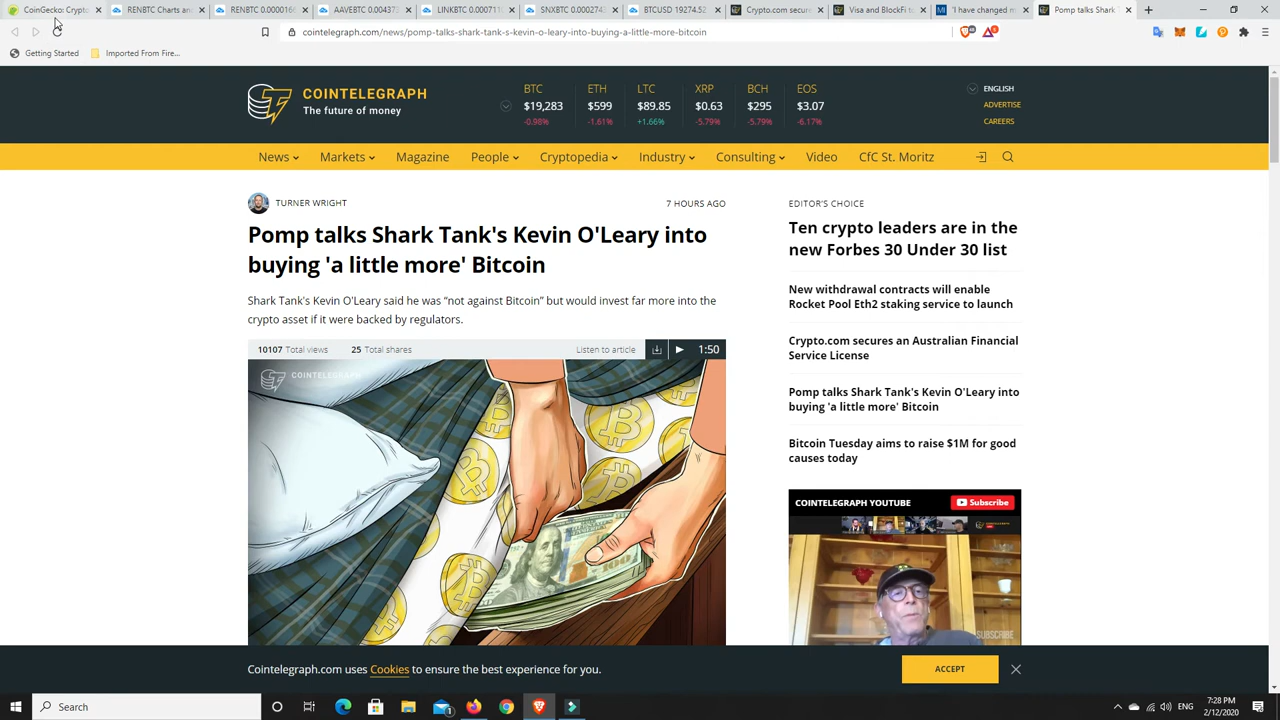 CoinGecko: Crypto
RENBTC Charts an
RENBTC 0.0000166
AAVEBTC 0.00437
LINKBTC 0.000711
SNXBTC 0.000274
BTCUSD 19274.52
Crypto.com secure
Visa and BlockFi to
'I have changed m
Pomp talks Shark
cointelegraph.com/news/pomp-talks-shark-tank-s-kevin-o-leary-into-buying-a-little-more-bitcoin
Getting Started
Imported From Fire...
COINTELEGRAPH
The future of money
BTC ETH LTC XRP BCH EOS
$19,283 $599 $89.85 $0.63 $295 $3.07
-0.98% -1.61% +1.66% -5.79% -5.79% -6.17%
ENGLISH
ADVERTISE
CAREERS
News Markets Magazine People Cryptopedia Industry Consulting Video CfC St. Moritz
TURNER WRIGHT
7 HOURS AGO
Pomp talks Shark Tank's Kevin O'Leary into
buying 'a little more' Bitcoin
Shark Tank's Kevin O'Leary said he was “not against Bitcoin” but would invest far more into the
crypto asset if it were backed by regulators.
10107 Total views 25 Total shares Listen to article 1:50
COINTELEGRAPH
EDITOR'S CHOICE
Ten crypto leaders are in the
new Forbes 30 Under 30 list
New withdrawal contracts will enable
Rocket Pool Eth2 staking service to launch
Crypto.com secures an Australian Financial
Service License
Pomp talks Shark Tank's Kevin O'Leary into
buying 'a little more' Bitcoin
Bitcoin Tuesday aims to raise $1M for good
causes today
COINTELEGRAPH YOUTUBE
Subscribe
SUBSCRIBE
Cointelegraph.com uses Cookies to ensure the best experience for you.
ACCEPT
Search
ENG
7:28 PM
2/12/2020